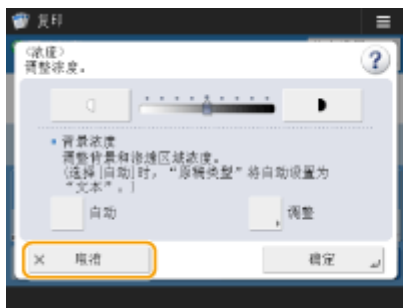 复印
<浓度>
调整浓度。
背景浓度
调整背景和渗透区域浓度。
(选择[自动]时，“原稿类型”将自动设置为
“文本”。)
自动
调整
取消
确定